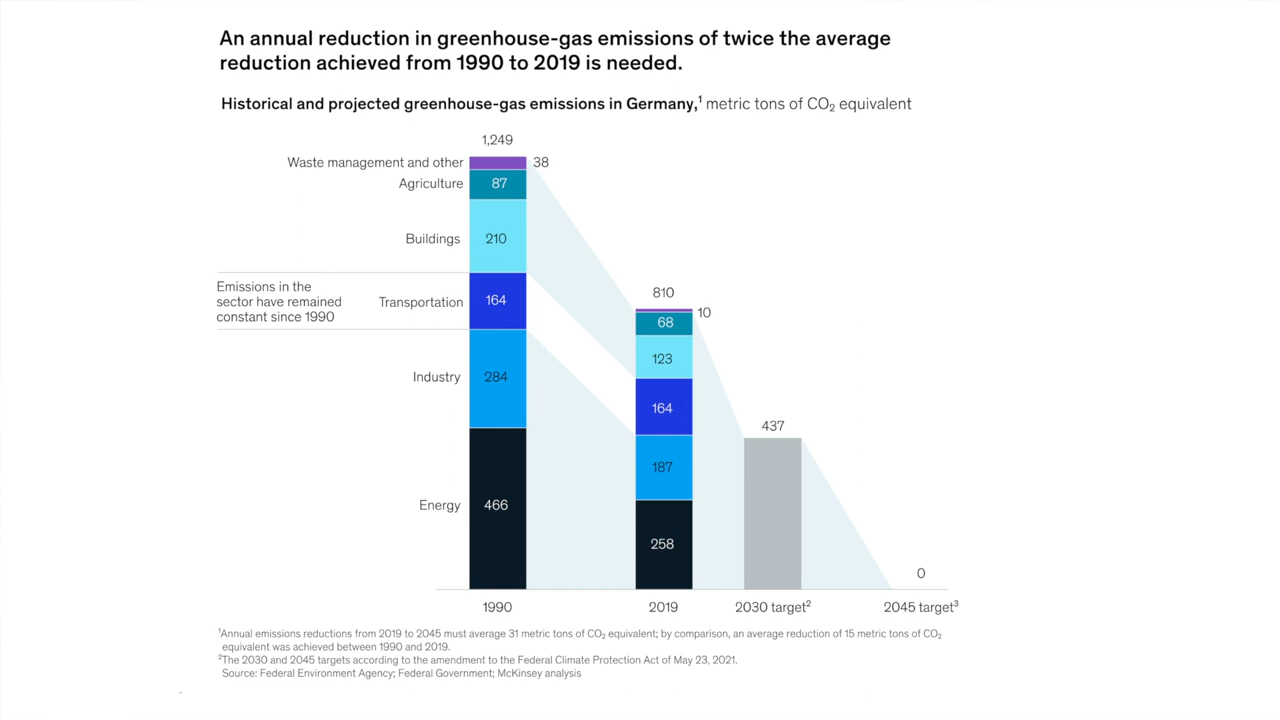 An annual reduction in greenhouse-gas emissions of twice the average
reduction achieved from 1990 to 2019 is needed.
Historical and projected greenhouse-gas emissions in Germany,¹ metric tons of CO₂ equivalent
1,249
Waste management and other 38
Agriculture 87
Buildings 210
Emissions in the
sector have remained
constant since 1990
Transportation 164
Industry 284
Energy 466
810
10
68
123
164
187
258
437
0
1990 2019 2030 target² 2045 target³
¹Annual emissions reductions from 2019 to 2045 must average 31 metric tons of CO₂ equivalent; by comparison, an average reduction of 15 metric tons of CO₂
equivalent was achieved between 1990 and 2019.
²The 2030 and 2045 targets according to the amendment to the Federal Climate Protection Act of May 23, 2021.
Source: Federal Environment Agency; Federal Government; McKinsey analysis